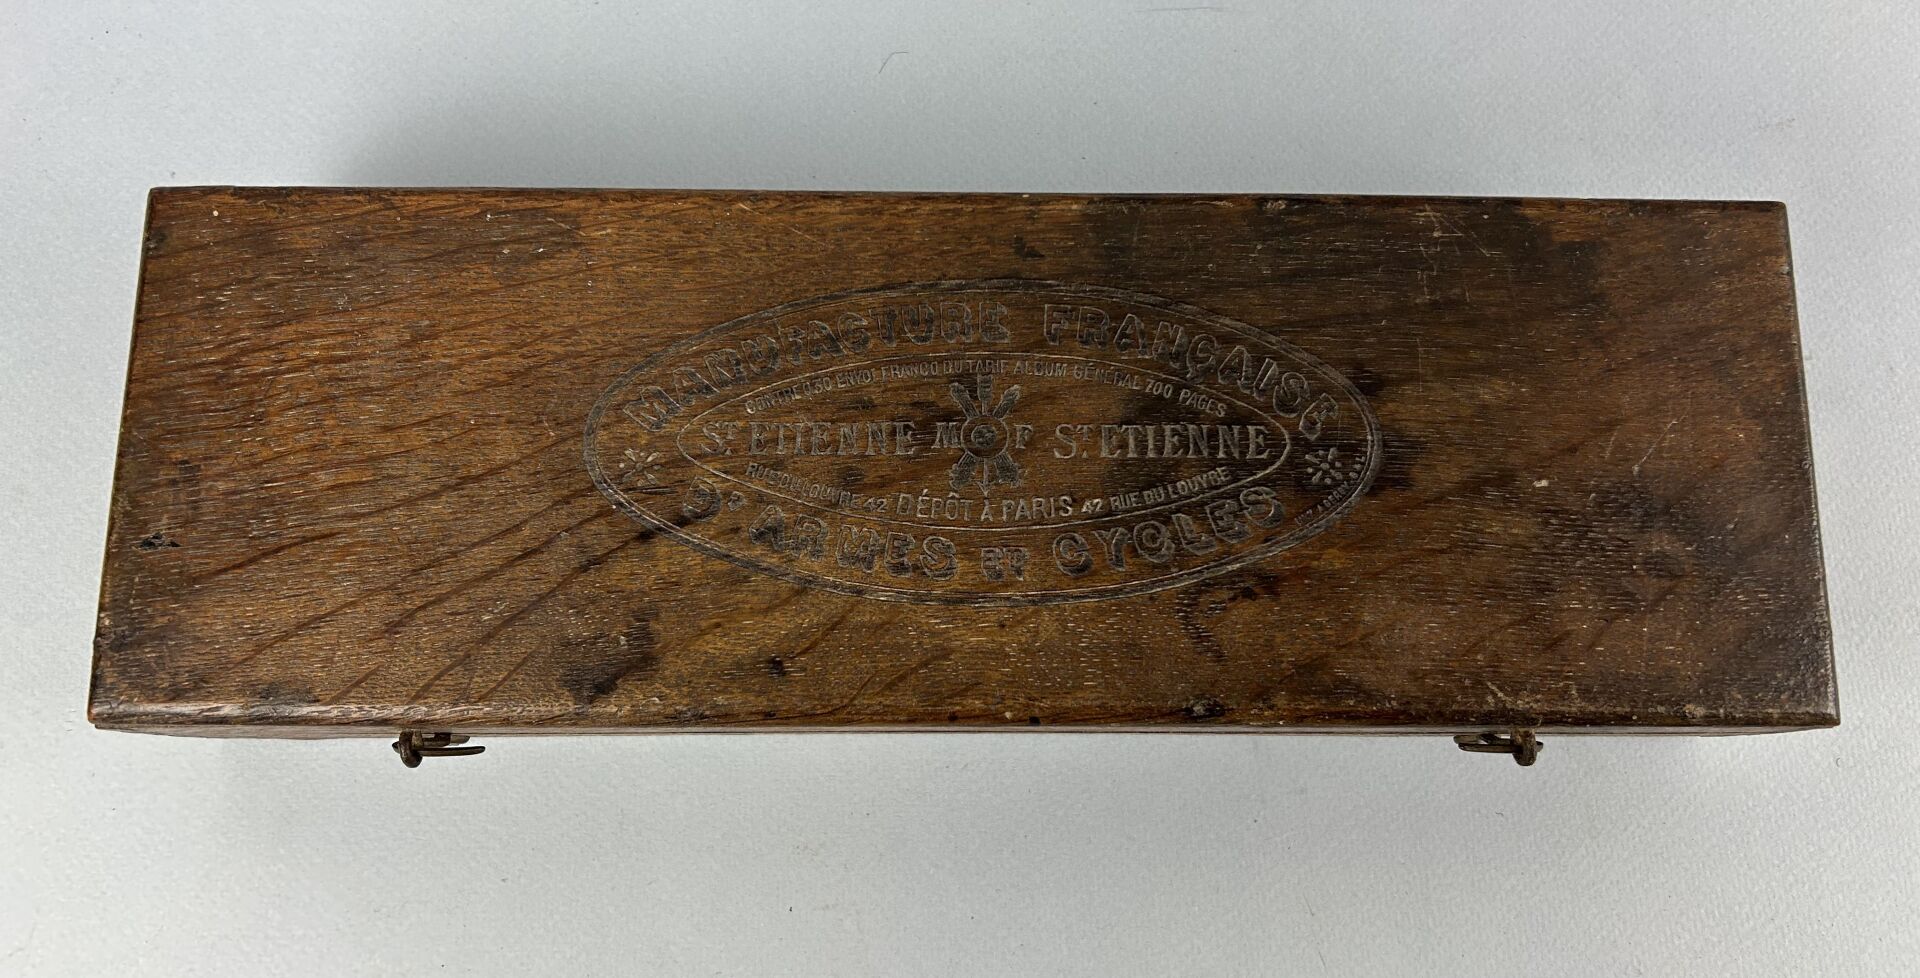 MANUFACTURE FRANÇAISE
CONTRE 0.30 ENVOI FRANCO DU TARIF ALBUM GÉNÉRAL 700 PAGES
ST. ETIENNE M F ST. ETIENNE
RUE DU LOUVRE 42 DÉPÔT À PARIS 42 RUE DU LOUVRE
D'ARMES ET CYCLES